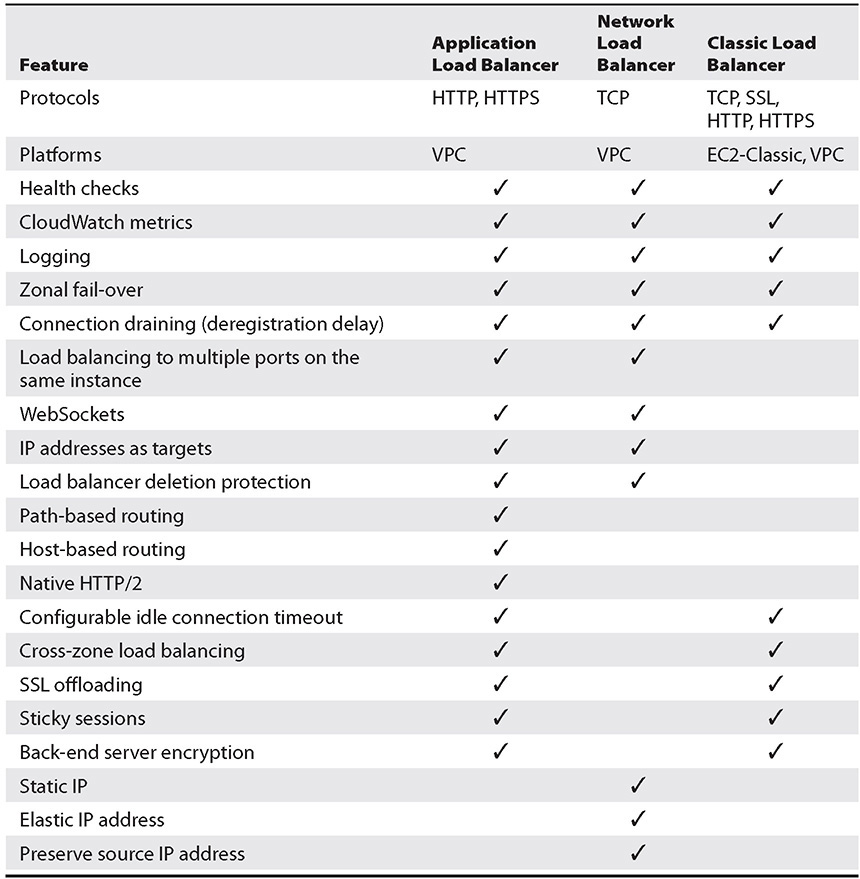 Feature Application Load Balancer Network Load Balancer Classic Load Balancer
Protocols HTTP, HTTPS TCP TCP, SSL, HTTP, HTTPS
Platforms VPC VPC EC2-Classic, VPC
Health checks ✓ ✓ ✓
CloudWatch metrics ✓ ✓ ✓
Logging ✓ ✓ ✓
Zonal fail-over ✓ ✓ ✓
Connection draining (deregistration delay) ✓ ✓ ✓
Load balancing to multiple ports on the
same instance ✓ ✓
WebSockets ✓ ✓
IP addresses as targets ✓ ✓
Load balancer deletion protection ✓ ✓
Path-based routing ✓
Host-based routing ✓
Native HTTP/2 ✓
Configurable idle connection timeout ✓ ✓
Cross-zone load balancing ✓ ✓
SSL offloading ✓ ✓
Sticky sessions ✓ ✓
Back-end server encryption ✓ ✓
Static IP ✓
Elastic IP address ✓
Preserve source IP address ✓